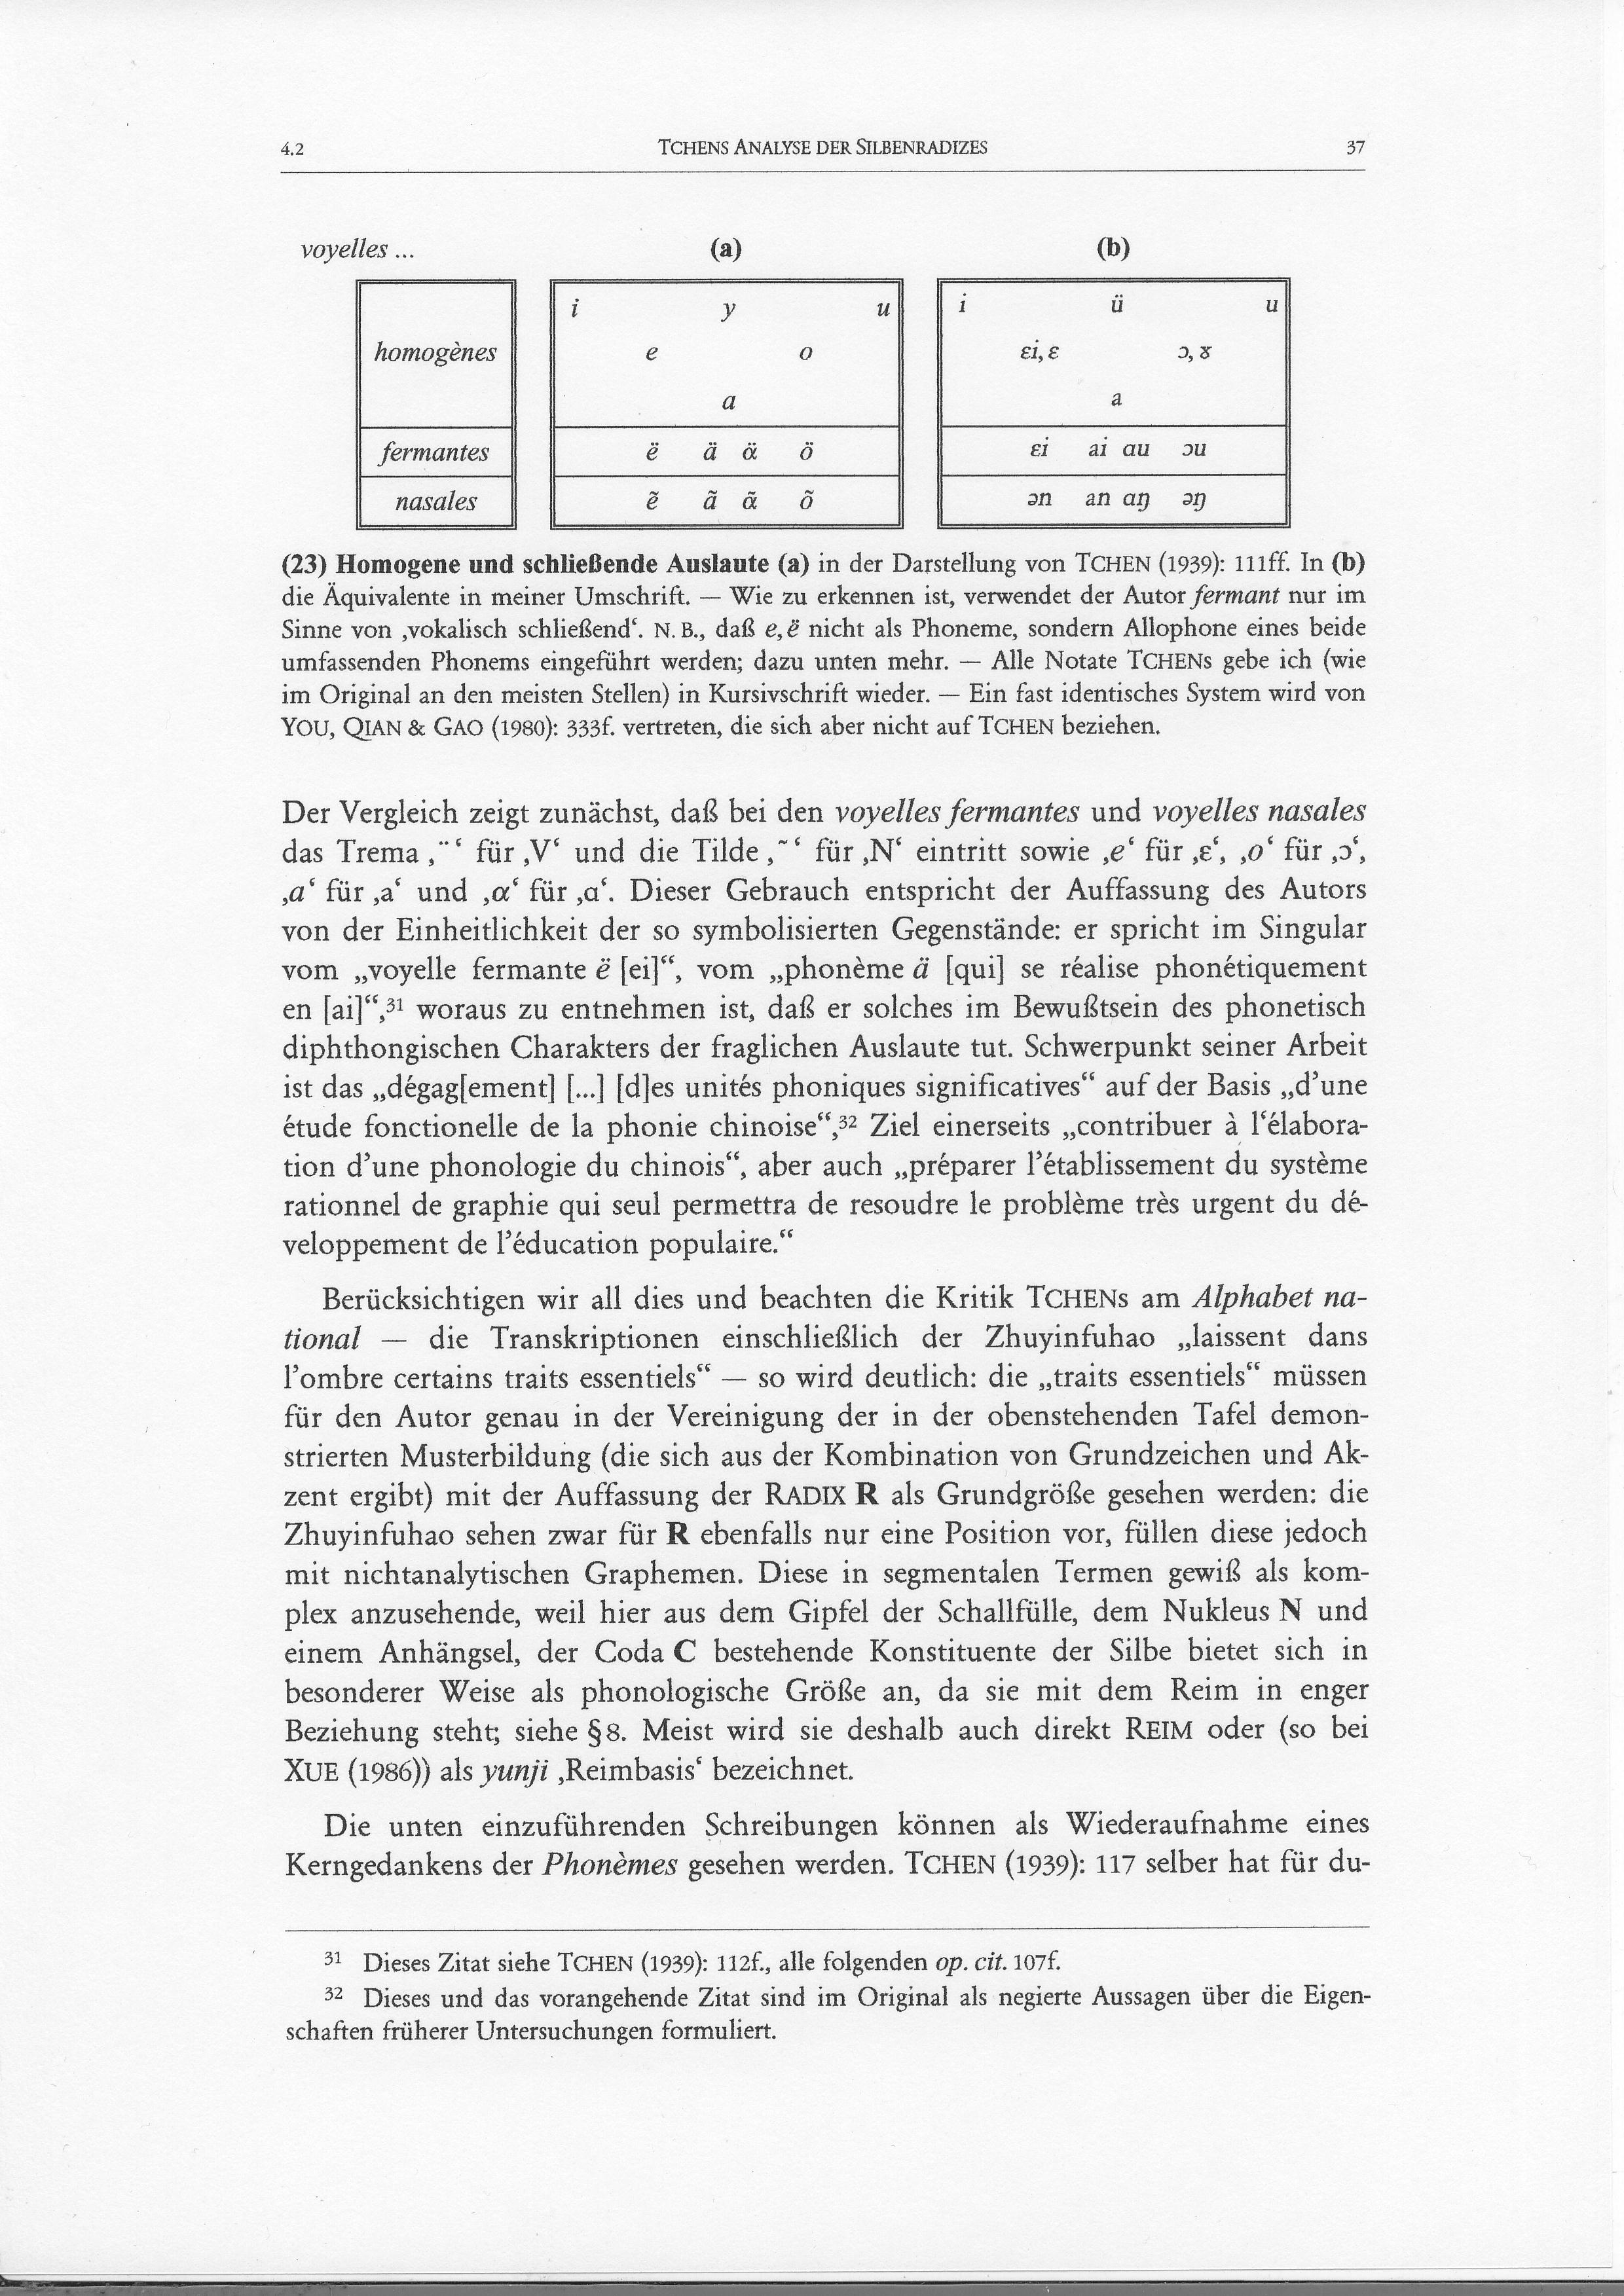 4.2 TCHENS ANALYSE DER SILBENRADIZES 37
voyelles ... (a) (b)
i y u i ü u
homogènes e o ɛi, ɛ ɔ, ɤ
a a
fermantes ë ä ɑ̈ ö ɛi ai ɑu ɔu
nasales ẽ ã ɑ̃ õ ən an ɑŋ əŋ
(23) Homogene und schließende Auslaute (a) in der Darstellung von TCHEN (1939): 111ff. In (b)
die Äquivalente in meiner Umschrift. — Wie zu erkennen ist, verwendet der Autor fermant nur im
Sinne von ‚vokalisch schließend‘. N. B., daß e, ë nicht als Phoneme, sondern Allophone eines beide
umfassenden Phonems eingeführt werden; dazu unten mehr. — Alle Notate TCHENs gebe ich (wie
im Original an den meisten Stellen) in Kursivschrift wieder. — Ein fast identisches System wird von
YOU, QIAN & GAO (1980): 333f. vertreten, die sich aber nicht auf TCHEN beziehen.
Der Vergleich zeigt zunächst, daß bei den voyelles fermantes und voyelles nasales
das Trema ‚¨‘ für ‚V‘ und die Tilde ‚˜‘ für ‚N‘ eintritt sowie ‚e‘ für ‚ɛ‘, ‚o‘ für ‚ɔ‘,
‚a‘ für ‚a‘ und ‚α‘ für ‚ɑ‘. Dieser Gebrauch entspricht der Auffassung des Autors
von der Einheitlichkeit der so symbolisierten Gegenstände: er spricht im Singular
vom „voyelle fermante ë [ei]“, vom „phonème ä [qui] se réalise phonétiquement
en [ai]“,31 woraus zu entnehmen ist, daß er solches im Bewußtsein des phonetisch
diphthongischen Charakters der fraglichen Auslaute tut. Schwerpunkt seiner Arbeit
ist das „dégag[ement] [...] [d]es unités phoniques significatives“ auf der Basis „d’une
étude fonctionelle de la phonie chinoise“,32 Ziel einerseits „contribuer à l‘élabora-
tion d’une phonologie du chinois“, aber auch „préparer l’établissement du système
rationnel de graphie qui seul permettra de resoudre le problème très urgent du dé-
veloppement de l’éducation populaire.“
Berücksichtigen wir all dies und beachten die Kritik TCHENs am Alphabet na-
tional — die Transkriptionen einschließlich der Zhuyinfuhao „laissent dans
l’ombre certains traits essentiels“ — so wird deutlich: die „traits essentiels“ müssen
für den Autor genau in der Vereinigung der in der obenstehenden Tafel demon-
strierten Musterbildung (die sich aus der Kombination von Grundzeichen und Ak-
zent ergibt) mit der Auffassung der RADIX R als Grundgröße gesehen werden: die
Zhuyinfuhao sehen zwar für R ebenfalls nur eine Position vor, füllen diese jedoch
mit nichtanalytischen Graphemen. Diese in segmentalen Termen gewiß als kom-
plex anzusehende, weil hier aus dem Gipfel der Schallfülle, dem Nukleus N und
einem Anhängsel, der Coda C bestehende Konstituente der Silbe bietet sich in
besonderer Weise als phonologische Größe an, da sie mit dem Reim in enger
Beziehung steht; siehe § 8. Meist wird sie deshalb auch direkt REIM oder (so bei
XUE (1986)) als yunji ‚Reimbasis‘ bezeichnet.
Die unten einzuführenden Schreibungen können als Wiederaufnahme eines
Kerngedankens der Phonèmes gesehen werden. TCHEN (1939): 117 selber hat für du-
31 Dieses Zitat siehe TCHEN (1939): 112f., alle folgenden op. cit. 107f.
32 Dieses und das vorangehende Zitat sind im Original als negierte Aussagen über die Eigen-
schaften früherer Untersuchungen formuliert.